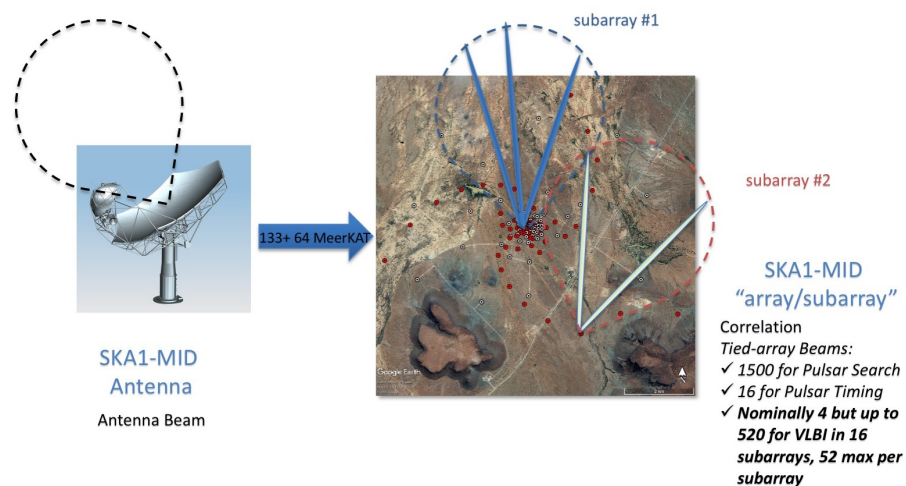 subarray #1
subarray #2
133+ 64 MeerKAT
SKA1-MID
Antenna
Antenna Beam
Google Earth
SKA1-MID
“array/subarray”
Correlation
Tied-array Beams:
✓ 1500 for Pulsar Search
✓ 16 for Pulsar Timing
✓ Nominally 4 but up to
520 for VLBI in 16
subarrays, 52 max per
subarray